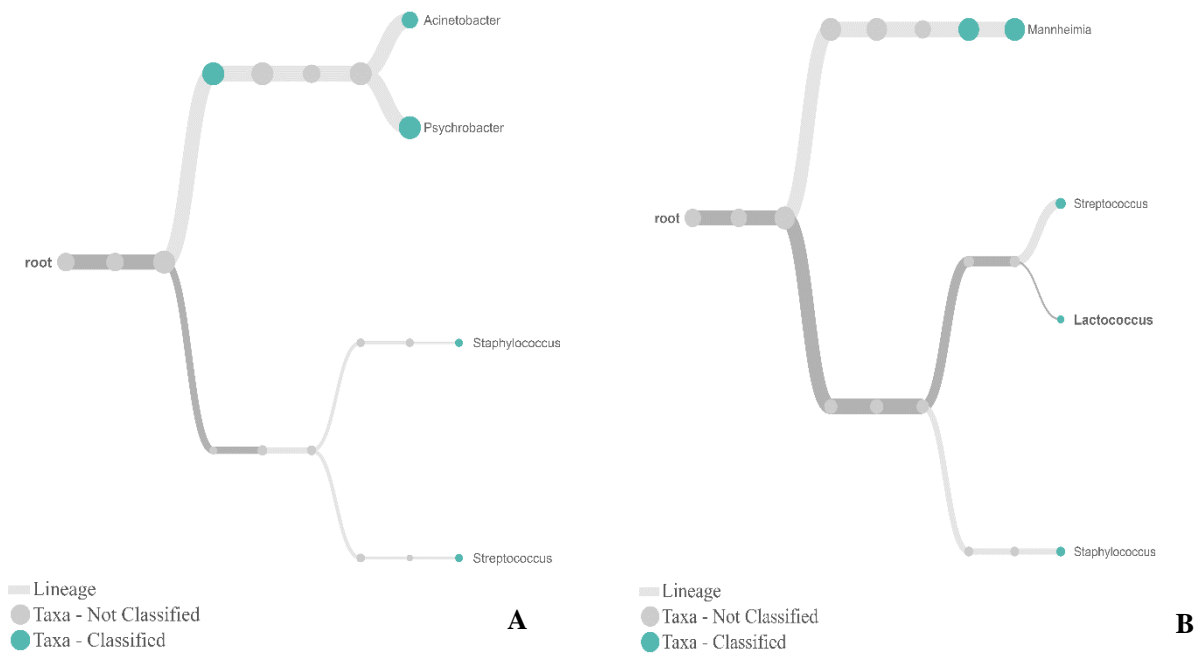 Acinetobacter
Psychrobacter
root
Staphylococcus
Streptococcus
Lineage
Taxa - Not Classified
Taxa - Classified
A
Mannheimia
Streptococcus
root
Lactococcus
Staphylococcus
Lineage
Taxa - Not Classified
Taxa - Classified
B